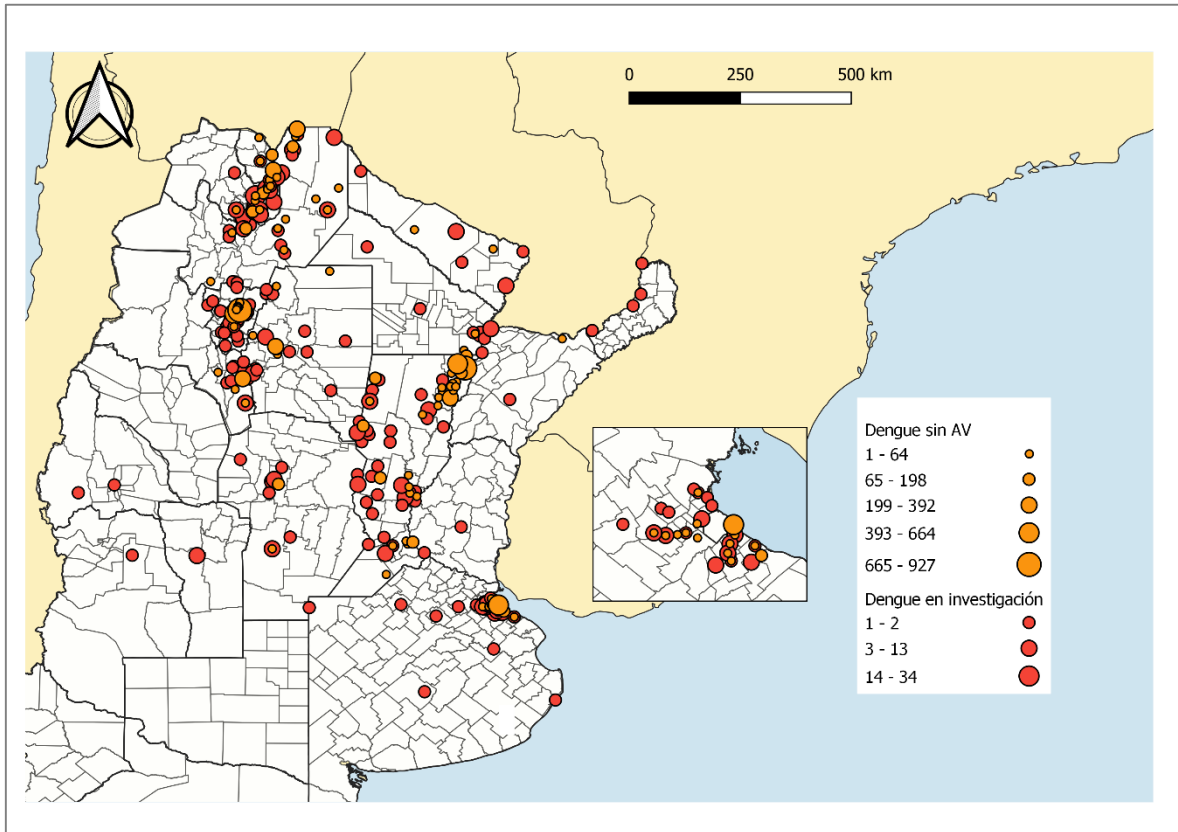 0 250 500 km
Dengue sin AV
1 - 64
65 - 198
199 - 392
393 - 664
665 - 927
Dengue en investigación
1 - 2
3 - 13
14 - 34